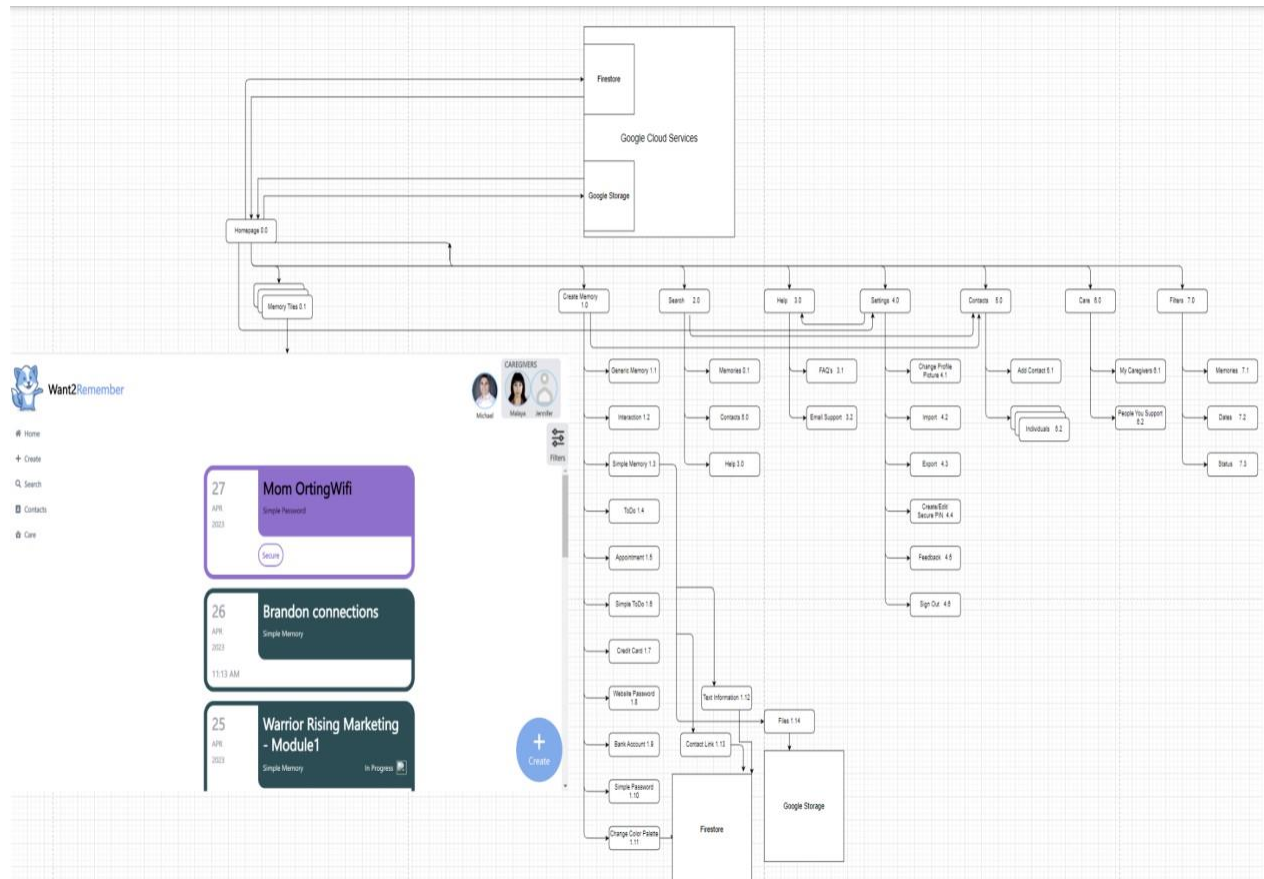 Firestore
Google Cloud Services
Google Storage
Homepage 0.0
Memory Tiles 0.1
Create Memory
1.0
Search 2.0
Help 3.0
Settings 4.0
Contacts 5.0
Care 6.0
Filters 7.0
Generic Memory 1.1
Interaction 1.2
Simple Memory 1.3
ToDo 1.4
Appointment 1.5
Simple ToDo 1.6
Credit Card 1.7
Website Password
1.8
Bank Account 1.9
Simple Password
1.10
Change Color Palette
1.11
Memories 0.1
Contacts 5.0
Help 3.0
FAQ's 3.1
Email Support 3.2
Change Profile
Picture 4.1
Import 4.2
Export 4.3
Create/Edit
Secure PIN 4.4
Feedback 4.5
Sign Out 4.6
Add Contact 5.1
Individuals 5.2
My Caregivers 6.1
People You Support
6.2
Memories 7.1
Dates 7.2
Status 7.3
Text Information 1.12
Contact Link 1.13
Files 1.14
Firestore
Google Storage
Want2Remember
CAREGIVERS
Michael
Malaya
Jennifer
Filters
Home
+ Create
Search
Contacts
Care
27
APR
2023
Mom OrtingWifi
Simple Password
Secure
26
APR
2023
11:13 AM
Brandon connections
Simple Memory
25
APR
2023
Warrior Rising Marketing
- Module1
Simple Memory
In Progress
+
Create